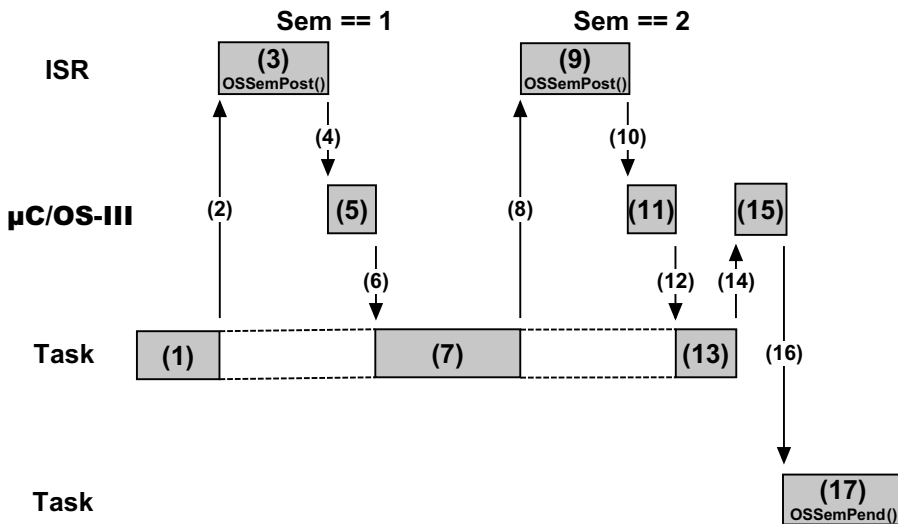 Sem == 1
Sem == 2
ISR
(3)
OSSemPost()
(9)
OSSemPost()
(4)
(10)
µC/OS-III
(2)
(5)
(8)
(11)
(15)
(6)
(12)
(14)
Task
(1)
(7)
(13)
(16)
Task
(17)
OSSemPend()